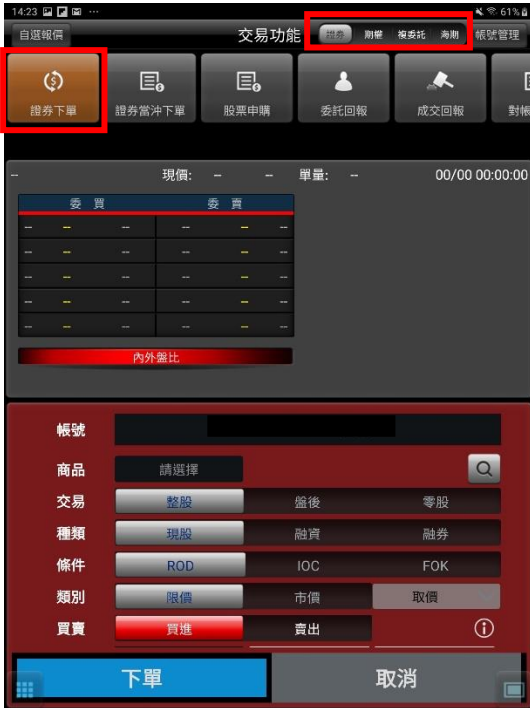 14:23 ... 61%
自選報價 交易功能 證券 期權 複委託 海期 帳號管理
證券下單 證券當沖下單 股票申購 委託回報 成交回報 對帳
-- 現價: -- -- 單量: -- 00/00 00:00:00
委 買 委 賣
-- -- -- -- -- --
-- -- -- -- -- --
-- -- -- -- -- --
-- -- -- -- -- --
-- -- -- -- -- --
內外盤比
帳號
商品 請選擇
交易 整股 盤後 零股
種類 現股 融資 融券
條件 ROD IOC FOK
類別 限價 市價 取價
買賣 買進 賣出
下單 取消